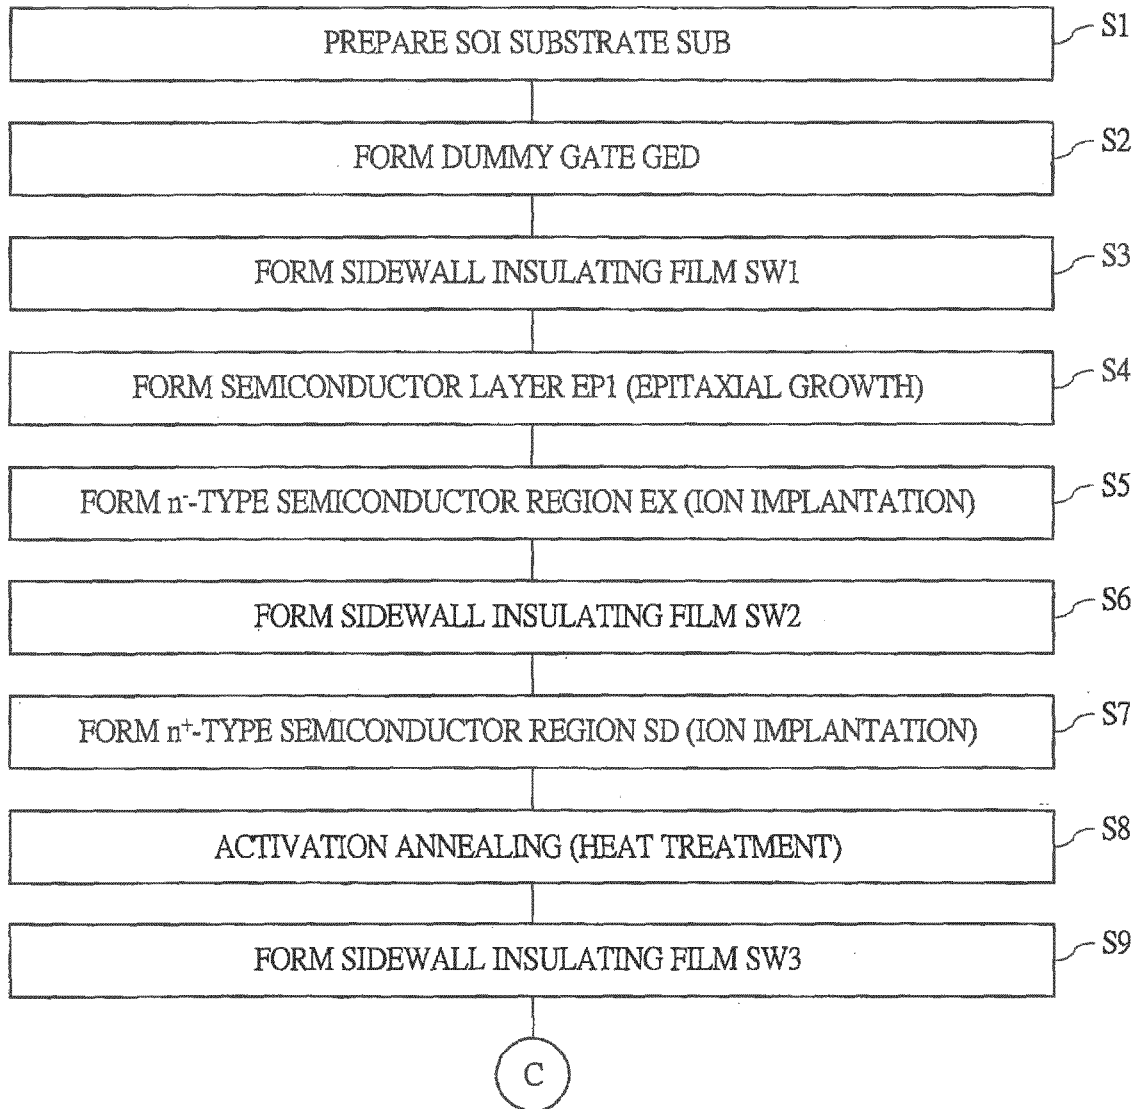 PREPARE SOI SUBSTRATE SUB
S1
FORM DUMMY GATE GED
S2
FORM SIDEWALL INSULATING FILM SW1
S3
FORM SEMICONDUCTOR LAYER EP1 (EPITAXIAL GROWTH)
S4
FORM n⁻-TYPE SEMICONDUCTOR REGION EX (ION IMPLANTATION)
S5
FORM SIDEWALL INSULATING FILM SW2
S6
FORM n⁺-TYPE SEMICONDUCTOR REGION SD (ION IMPLANTATION)
S7
ACTIVATION ANNEALING (HEAT TREATMENT)
S8
FORM SIDEWALL INSULATING FILM SW3
S9
C